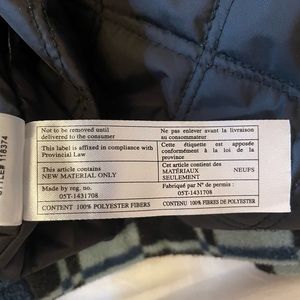 STYLE# 118374
Not to be removed until
delivered to the consumer
Ne pas enlever avant la livraison
au consommateur
This label is affixed in compliance with
Provincial Law
Cette étiquette est apposée
conformément à la loi de la
province
This article contains
NEW MATERIAL ONLY
Cet article contient des
MATÉRIAUX NEUFS
SEULEMENT
Made by reg. no.
05T-1431708
Fabriqué par N° de permis :
05T-1431708
CONTENT 100% POLYESTER FIBERS
CONTENU 100% FIBRES DE POLYESTER